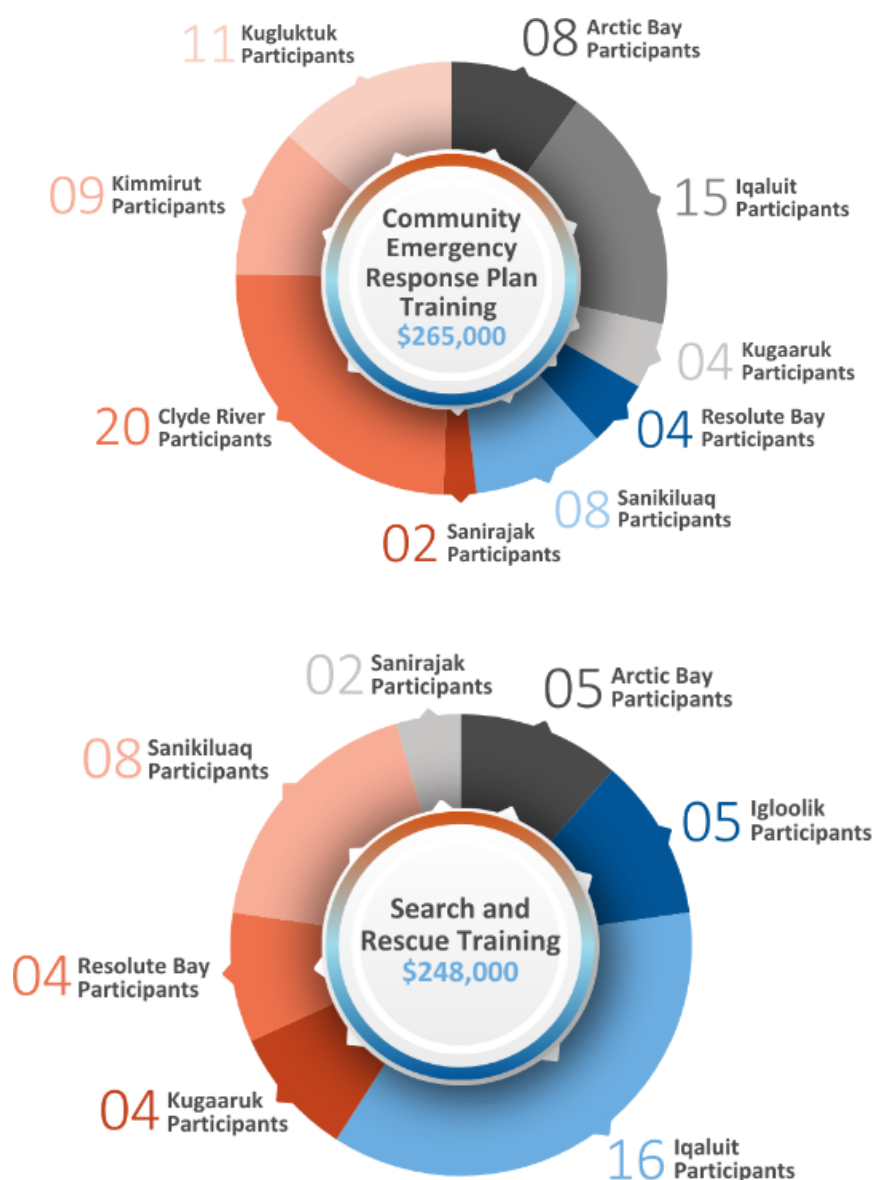 11 Kugluktuk
Participants
08 Arctic Bay
Participants
09 Kimmirut
Participants
15 Iqaluit
Participants
Community
Emergency
Response Plan
Training
$265,000
04 Kugaaruk
Participants
20 Clyde River
Participants
04 Resolute Bay
Participants
08 Sanikiluaq
Participants
02 Sanirajak
Participants
02 Sanirajak
Participants
05 Arctic Bay
Participants
08 Sanikiluaq
Participants
05 Igloolik
Participants
Search and
Rescue Training
$248,000
04 Resolute Bay
Participants
04 Kugaaruk
Participants
16 Iqaluit
Participants